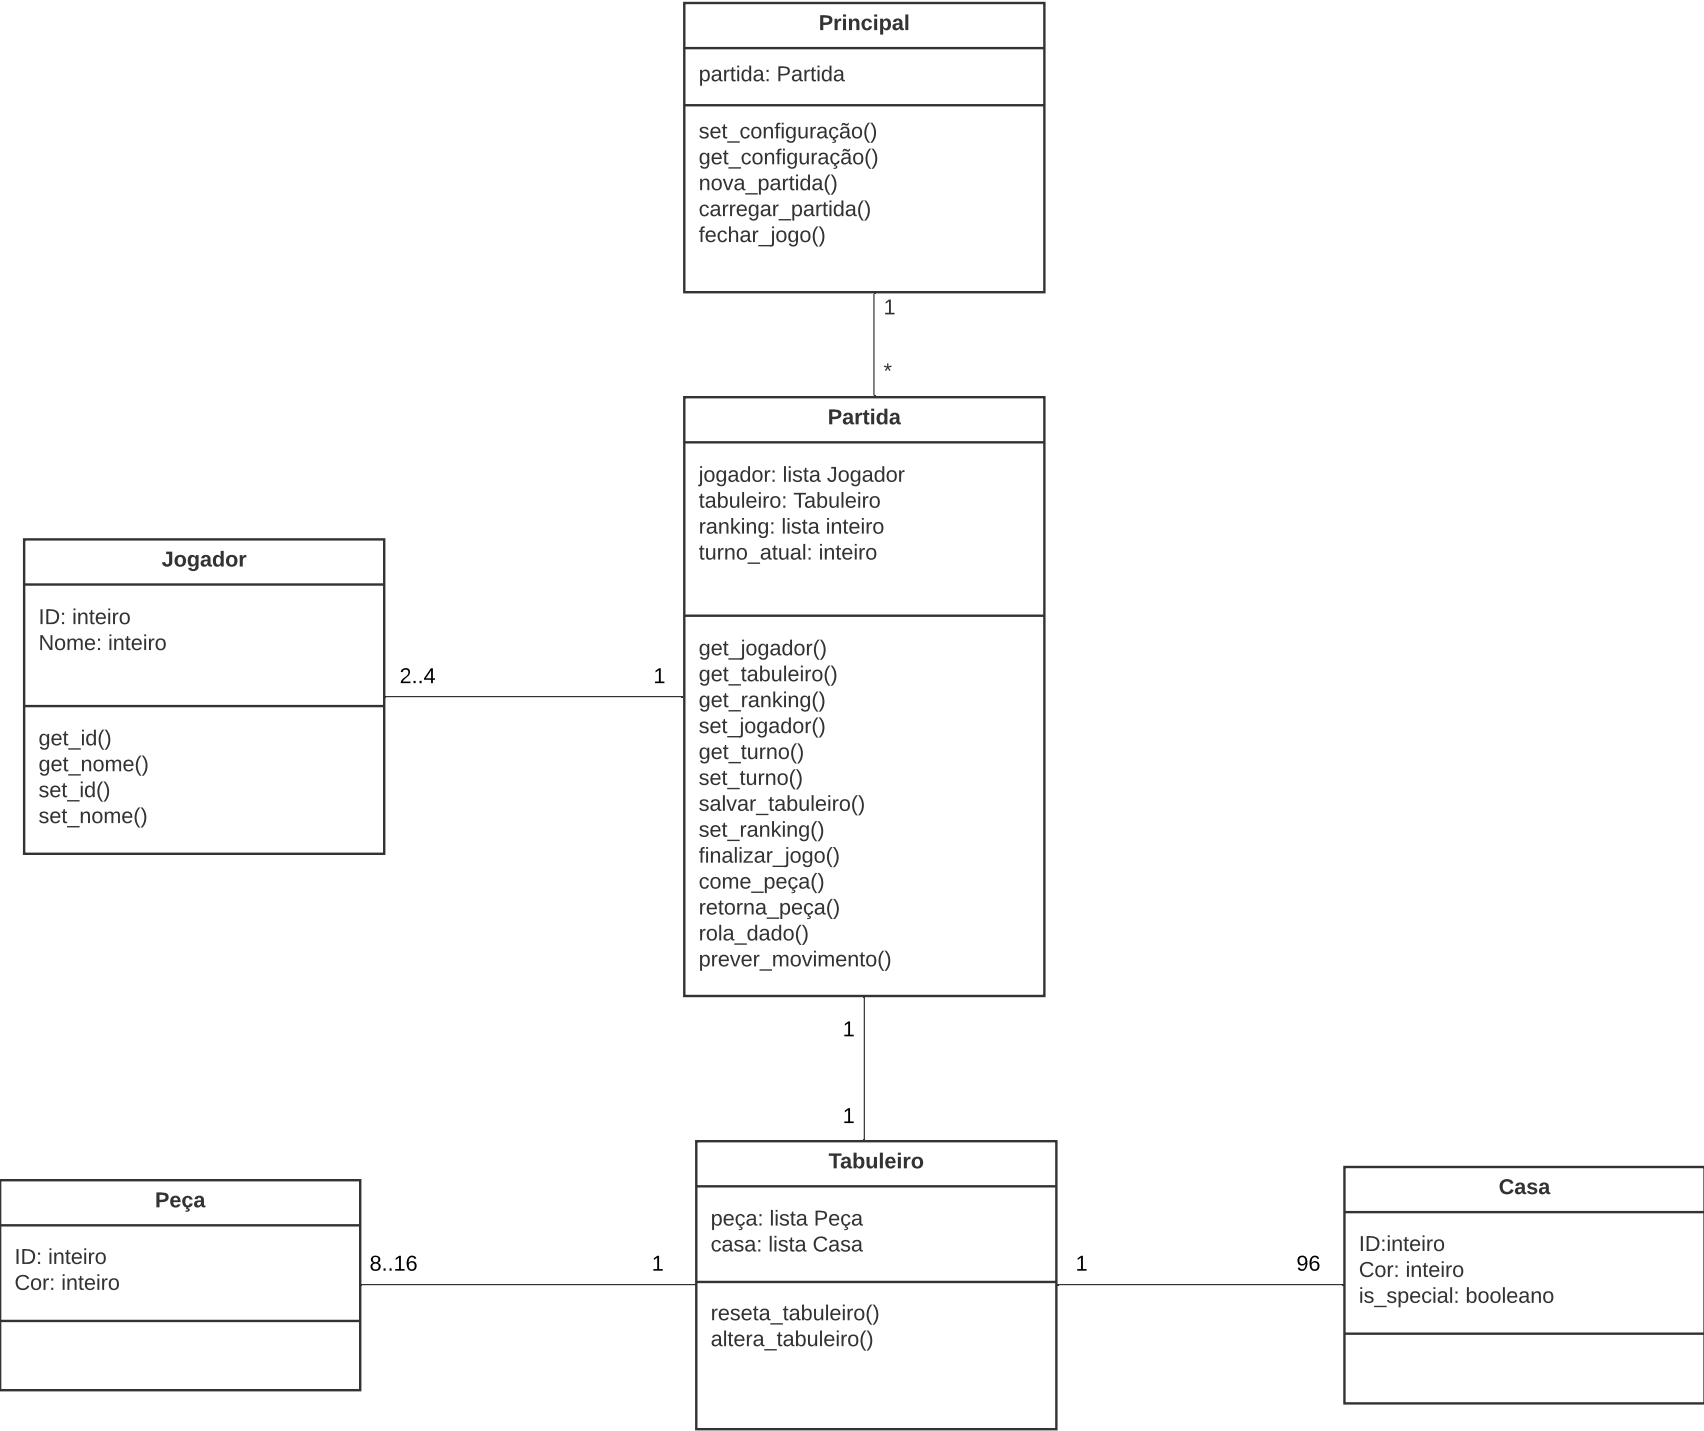 Principal
partida: Partida
set_configuração()
get_configuração()
nova_partida()
carregar_partida()
fechar_jogo()
1
*
Partida
jogador: lista Jogador
tabuleiro: Tabuleiro
ranking: lista inteiro
turno_atual: inteiro
get_jogador()
get_tabuleiro()
get_ranking()
set_jogador()
get_turno()
set_turno()
salvar_tabuleiro()
set_ranking()
finalizar_jogo()
come_peça()
retorna_peça()
rola_dado()
prever_movimento()
Jogador
ID: inteiro
Nome: inteiro
get_id()
get_nome()
set_id()
set_nome()
2..4
1
1
1
Tabuleiro
peça: lista Peça
casa: lista Casa
reseta_tabuleiro()
altera_tabuleiro()
Peça
ID: inteiro
Cor: inteiro
8..16
1
1
96
Casa
ID:inteiro
Cor: inteiro
is_special: booleano